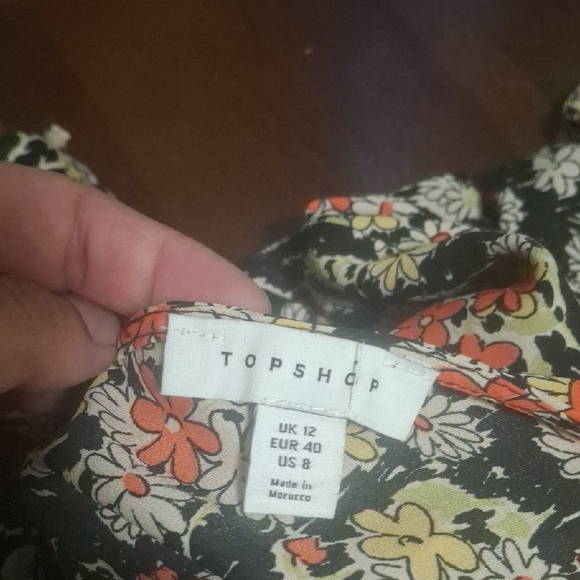 TOPSHOP
UK 12
EUR 40
US 8
Made in
Morocco